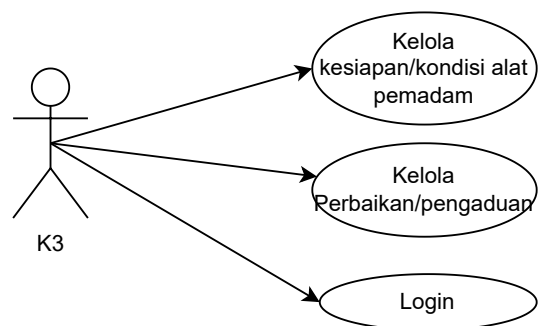 Kelola
kesiapan/kondisi alat
pemadam
Kelola
Perbaikan/pengaduan
K3
Login